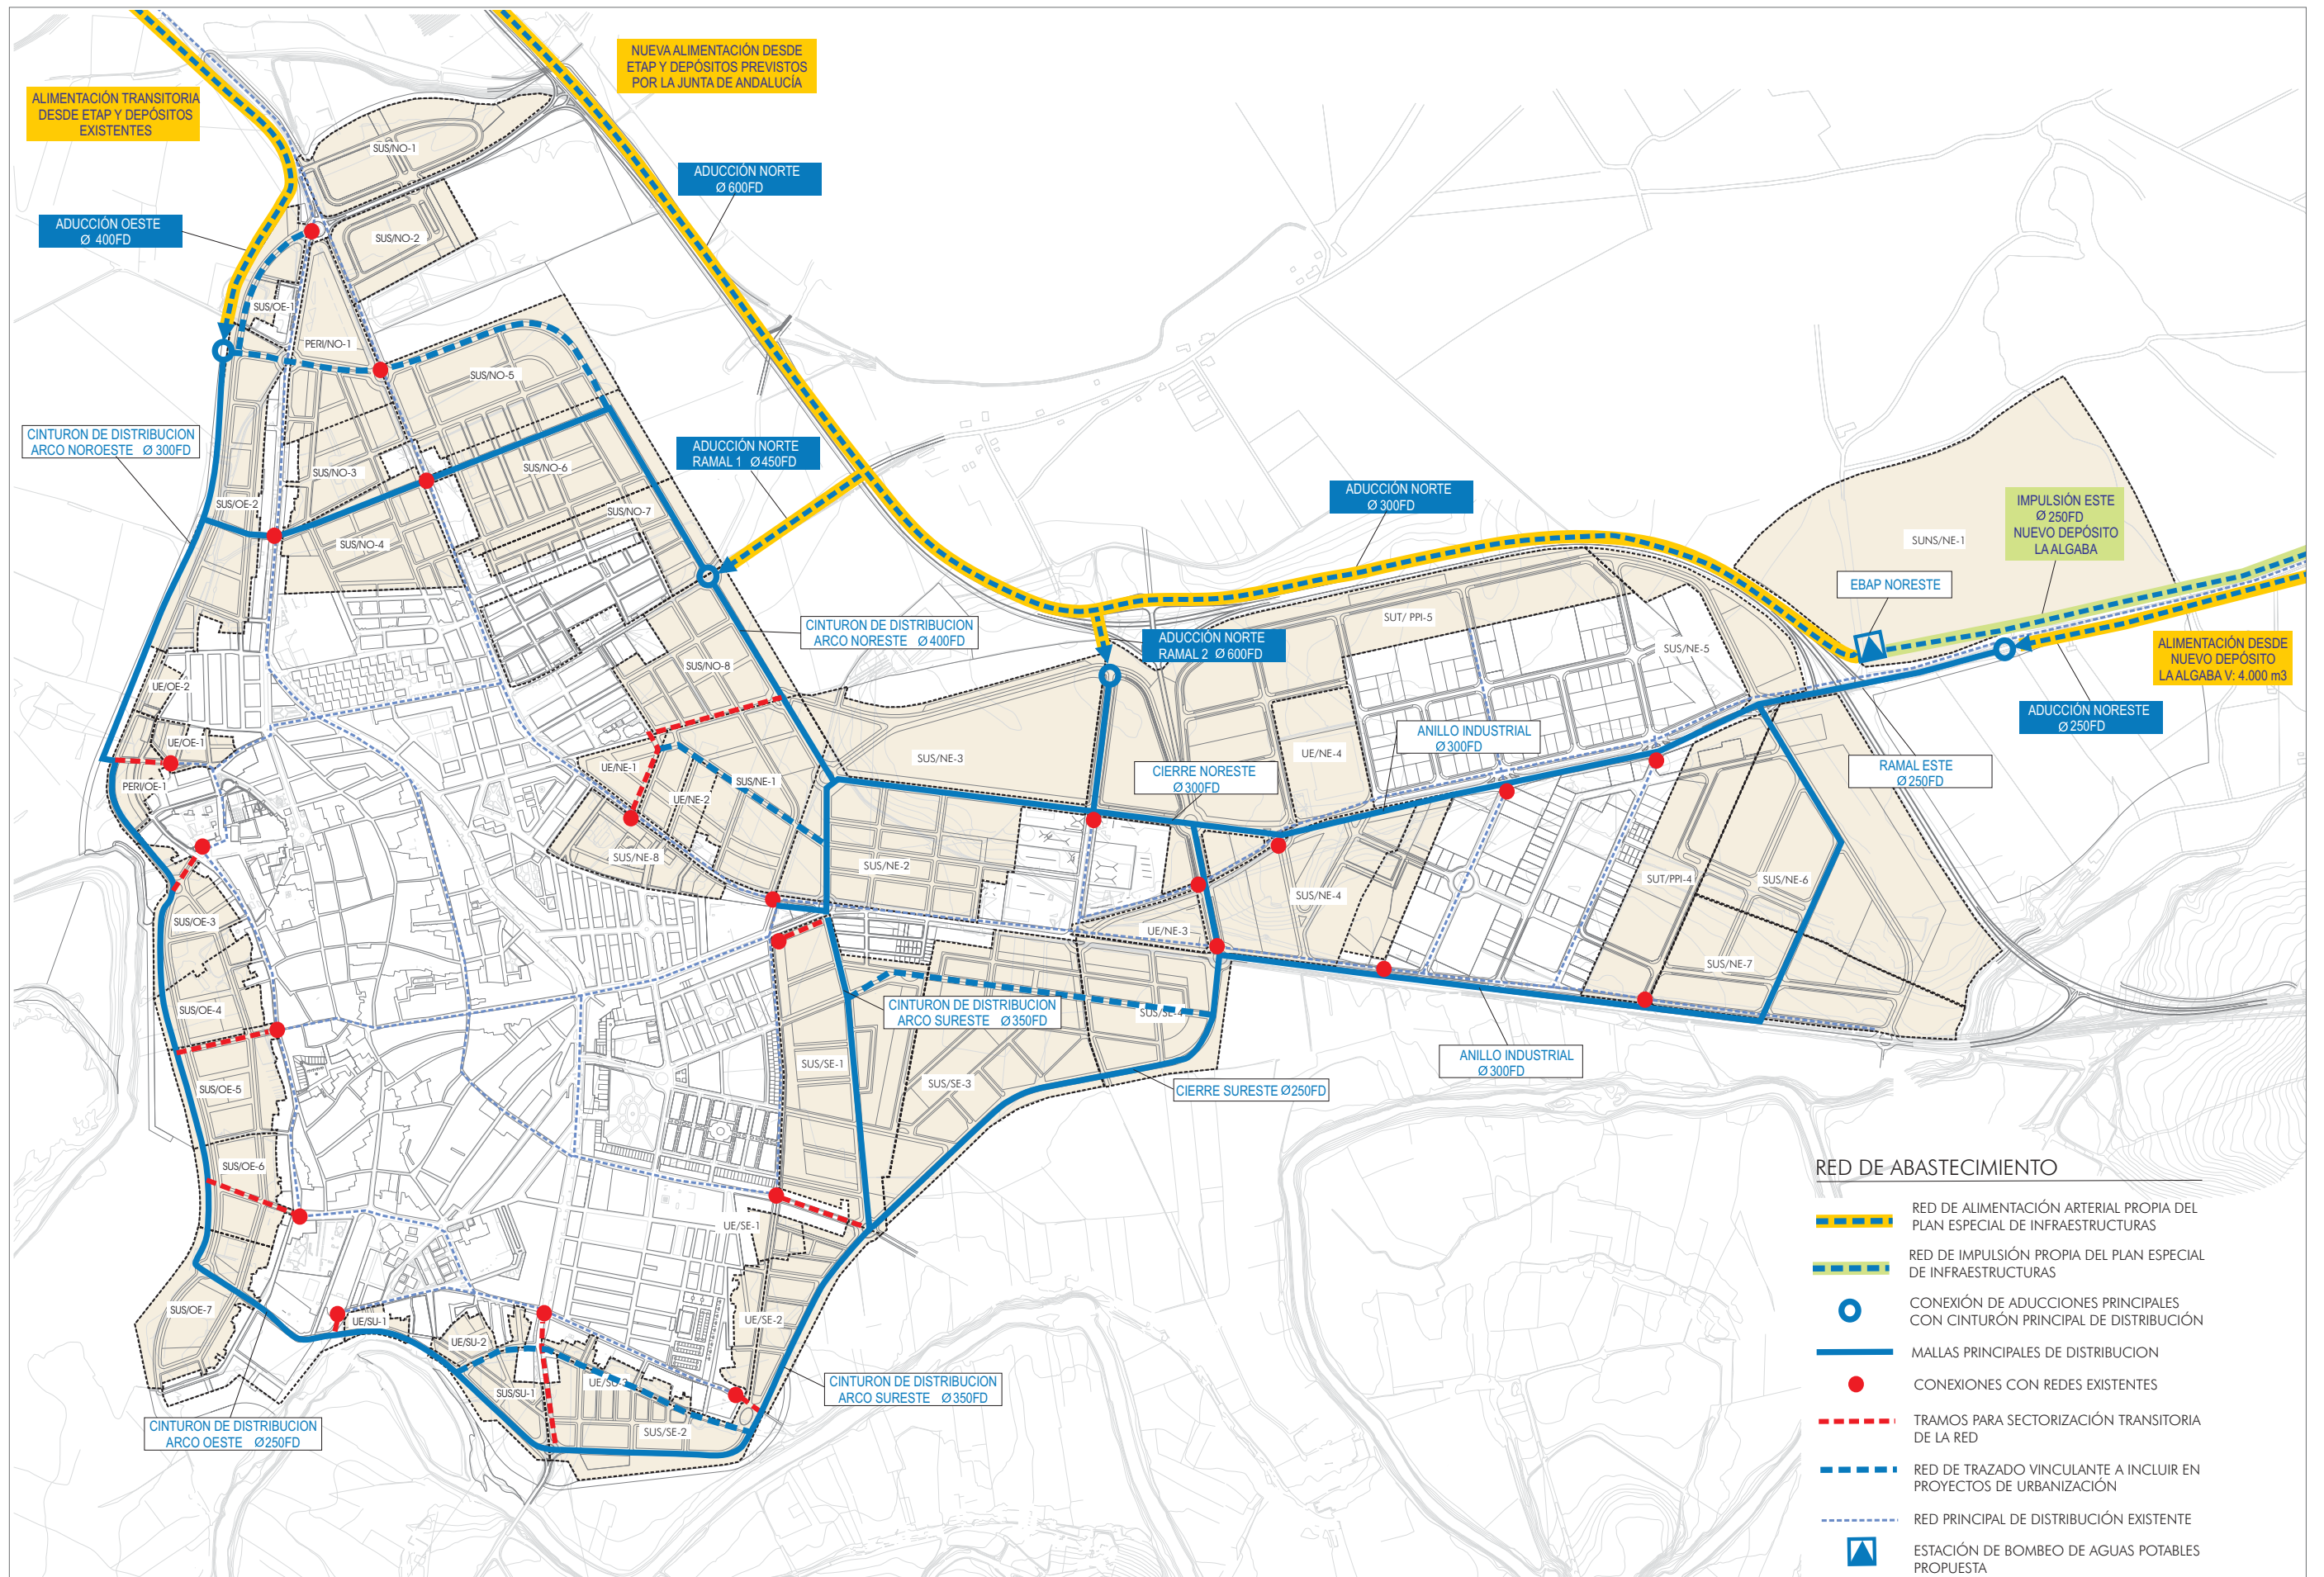 NUEVA ALIMENTACIÓN DESDE
ETAP Y DEPÓSITOS PREVISTOS
POR LA JUNTA DE ANDALUCÍA
ALIMENTACIÓN TRANSITORIA
DESDE ETAP Y DEPÓSITOS
EXISTENTES
SUS/NO-1
ADUCCIÓN NORTE
Ø 600FD
ADUCCIÓN OESTE
Ø 400FD
SUS/NO-2
SUS/OE-1
PERI/NO-1
SUS/NO-5
CINTURON DE DISTRIBUCION
ARCO NOROESTE Ø 300FD
ADUCCIÓN NORTE
RAMAL 1 Ø 450FD
SUS/NO-3
SUS/NO-6
SUS/OE-2
SUS/NO-7
SUS/NO-4
ADUCCIÓN NORTE
Ø 300FD
IMPULSIÓN ESTE
Ø 250FD
NUEVO DEPÓSITO
LA ALGABA
SUNS/NE-1
EBAP NORESTE
CINTURON DE DISTRIBUCION
ARCO NORESTE Ø 400FD
SUT/ PPI-5
ADUCCIÓN NORTE
RAMAL 2 Ø 600FD
SUS/NE-5
ALIMENTACIÓN DESDE
NUEVO DEPÓSITO
LA ALGABA V: 4.000 m3
SUS/NO-8
UE/OE-2
ADUCCIÓN NORESTE
Ø 250FD
UE/OE-1
ANILLO INDUSTRIAL
Ø 300FD
SUS/NE-3
UE/NE-4
UE/NE-1
CIERRE NORESTE
Ø 300FD
RAMAL ESTE
Ø 250FD
PERI/OE-1
SUS/NE-1
UE/NE-2
SUS/NE-8
SUS/NE-2
SUS/NE-4
SUT/PPI-4
SUS/NE-6
SUS/OE-3
UE/NE-3
SUS/NE-7
SUS/OE-4
CINTURON DE DISTRIBUCION
ARCO SURESTE Ø 350FD
SUS/SE-4
SUS/SE-1
ANILLO INDUSTRIAL
Ø 300FD
SUS/OE-5
SUS/SE-3
CIERRE SURESTE Ø 250FD
SUS/OE-6
UE/SE-1
SUS/OE-7
UE/SU-1
UE/SE-2
UE/SU-2
UE/SU-3
SUS/SU-1
CINTURON DE DISTRIBUCION
ARCO SURESTE Ø 350FD
SUS/SE-2
CINTURON DE DISTRIBUCION
ARCO OESTE Ø 250FD
RED DE ABASTECIMIENTO
RED DE ALIMENTACIÓN ARTERIAL PROPIA DEL
PLAN ESPECIAL DE INFRAESTRUCTURAS
RED DE IMPULSIÓN PROPIA DEL PLAN ESPECIAL
DE INFRAESTRUCTURAS
CONEXIÓN DE ADUCCIONES PRINCIPALES
CON CINTURÓN PRINCIPAL DE DISTRIBUCIÓN
MALLAS PRINCIPALES DE DISTRIBUCION
CONEXIONES CON REDES EXISTENTES
TRAMOS PARA SECTORIZACIÓN TRANSITORIA
DE LA RED
RED DE TRAZADO VINCULANTE A INCLUIR EN
PROYECTOS DE URBANIZACIÓN
RED PRINCIPAL DE DISTRIBUCIÓN EXISTENTE
ESTACIÓN DE BOMBEO DE AGUAS POTABLES
PROPUESTA